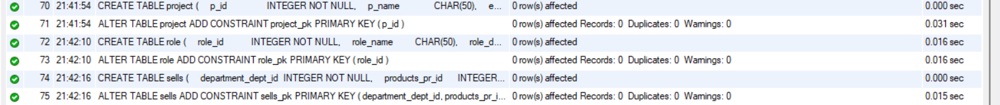 70 21:41:54 CREATE TABLE project ( p_id INTEGER NOT NULL, p_name CHAR(50), e... 0 row(s) affected 0.000 sec
71 21:41:54 ALTER TABLE project ADD CONSTRAINT project_pk PRIMARY KEY ( p_id ) 0 row(s) affected Records: 0 Duplicates: 0 Warnings: 0 0.031 sec
72 21:42:10 CREATE TABLE role ( role_id INTEGER NOT NULL, role_name CHAR(50), role_d... 0 row(s) affected 0.016 sec
73 21:42:10 ALTER TABLE role ADD CONSTRAINT role_pk PRIMARY KEY ( role_id ) 0 row(s) affected Records: 0 Duplicates: 0 Warnings: 0 0.016 sec
74 21:42:16 CREATE TABLE sells ( department_dept_id INTEGER NOT NULL, products_pr_id INTEGER... 0 row(s) affected 0.000 sec
75 21:42:16 ALTER TABLE sells ADD CONSTRAINT sells_pk PRIMARY KEY ( department_dept_id, products_pr_i... 0 row(s) affected Records: 0 Duplicates: 0 Warnings: 0 0.015 sec